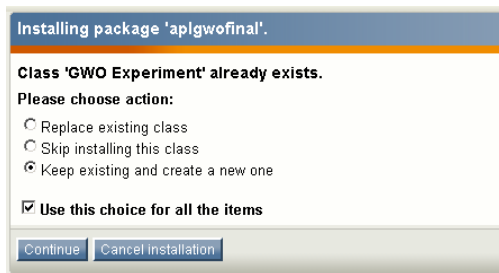 Installing package 'aplgwofinal'.
Class 'GWO Experiment' already exists.
Please choose action:
Replace existing class
Skip installing this class
Keep existing and create a new one
Use this choice for all the items
Continue Cancel installation